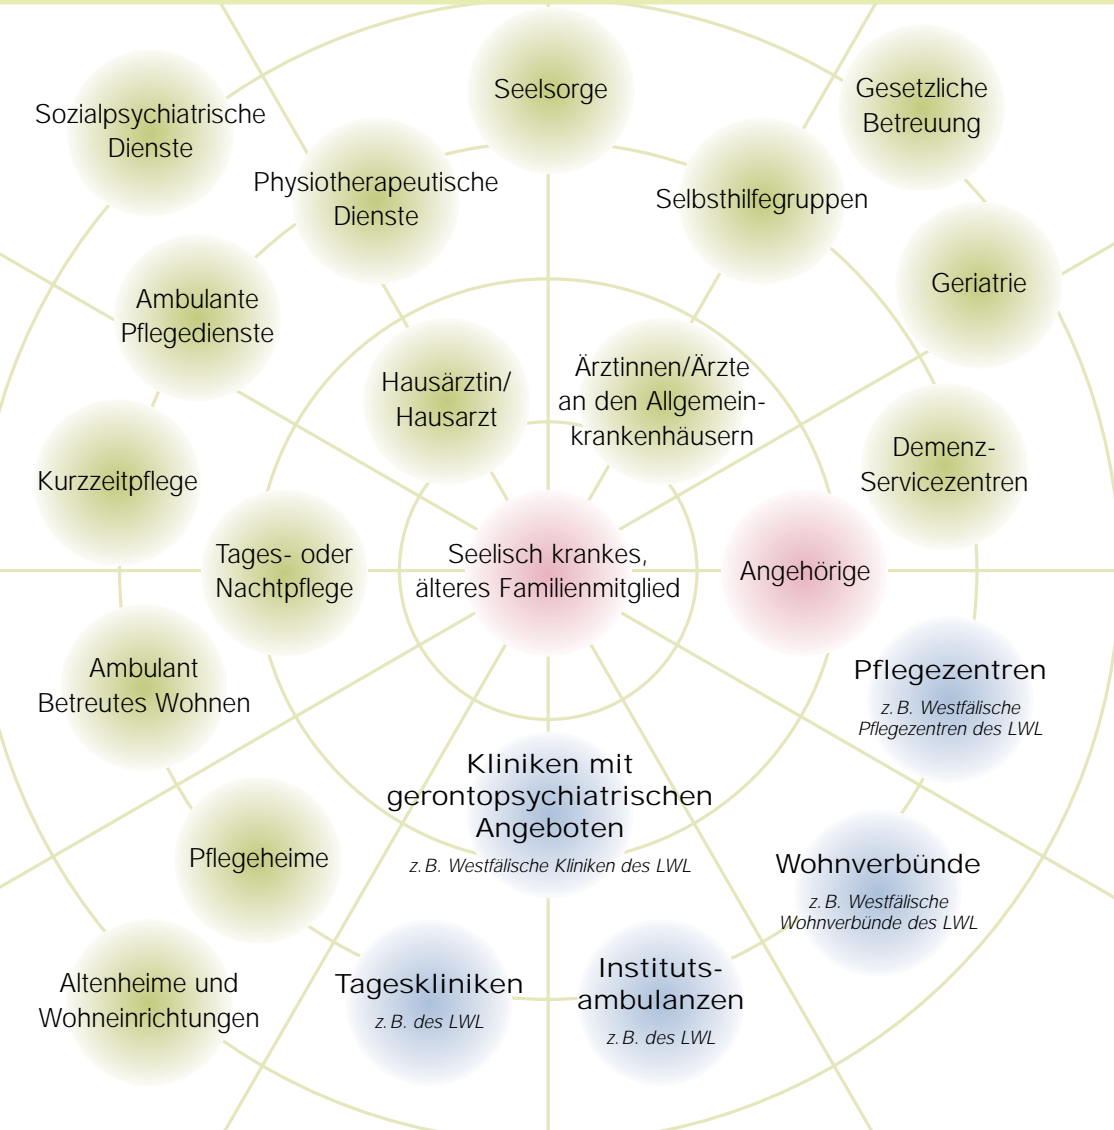 Seelsorge
Gesetzliche
Betreuung
Sozialpsychiatrische
Dienste
Physiotherapeutische
Dienste
Selbsthilfegruppen
Geriatrie
Ambulante
Pflegedienste
Hausärztin/
Hausarzt
Ärztinnen/Ärzte
an den Allgemein-
krankenhäusern
Demenz-
Servicezentren
Kurzzeitpflege
Tages- oder
Nachtpflege
Seelisch krankes,
älteres Familienmitglied
Angehörige
Ambulant
Betreutes Wohnen
Pflegezentren
z. B. Westfälische
Pflegezentren des LWL
Kliniken mit
gerontopsychiatrischen
Angeboten
z. B. Westfälische Kliniken des LWL
Pflegeheime
Wohnverbünde
z. B. Westfälische
Wohnverbünde des LWL
Altenheime und
Wohneinrichtungen
Tageskliniken
z. B. des LWL
Instituts-
ambulanzen
z. B. des LWL